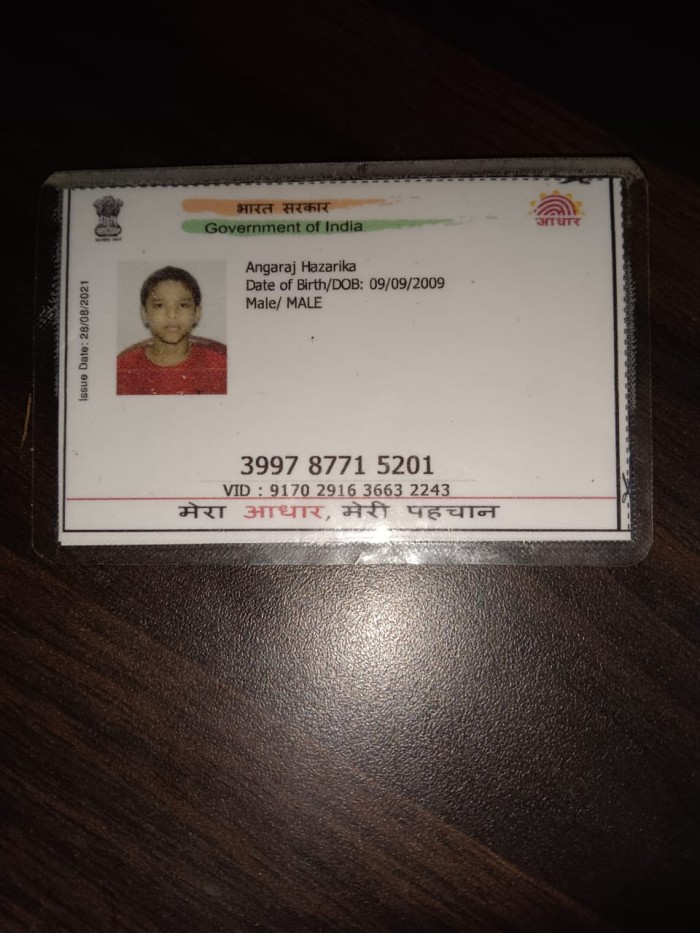 भारत सरकार
Government of India
आधार
Issue Date: 28/08/2021
Angaraj Hazarika
Date of Birth/DOB: 09/09/2009
Male/ MALE
3997 8771 5201
VID : 9170 2916 3663 2243
मेरा आधार, मेरी पहचान